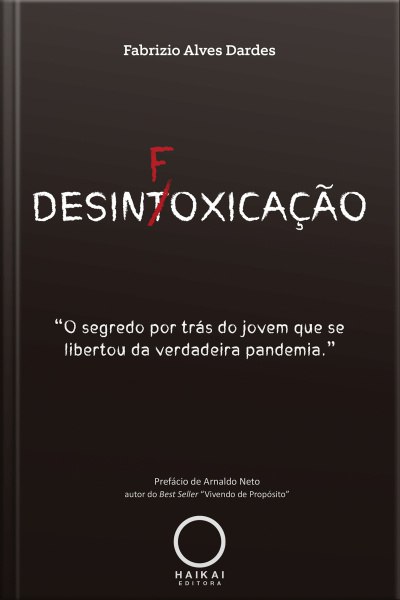 Fabrizio Alves Dardes
F
DESINTOXICAÇÃO
“O segredo por trás do jovem que se
libertou da verdadeira pandemia.”
Prefácio de Arnaldo Neto
autor do Best Seller “Vivendo de Propósito”
HAIKAI
EDITORA